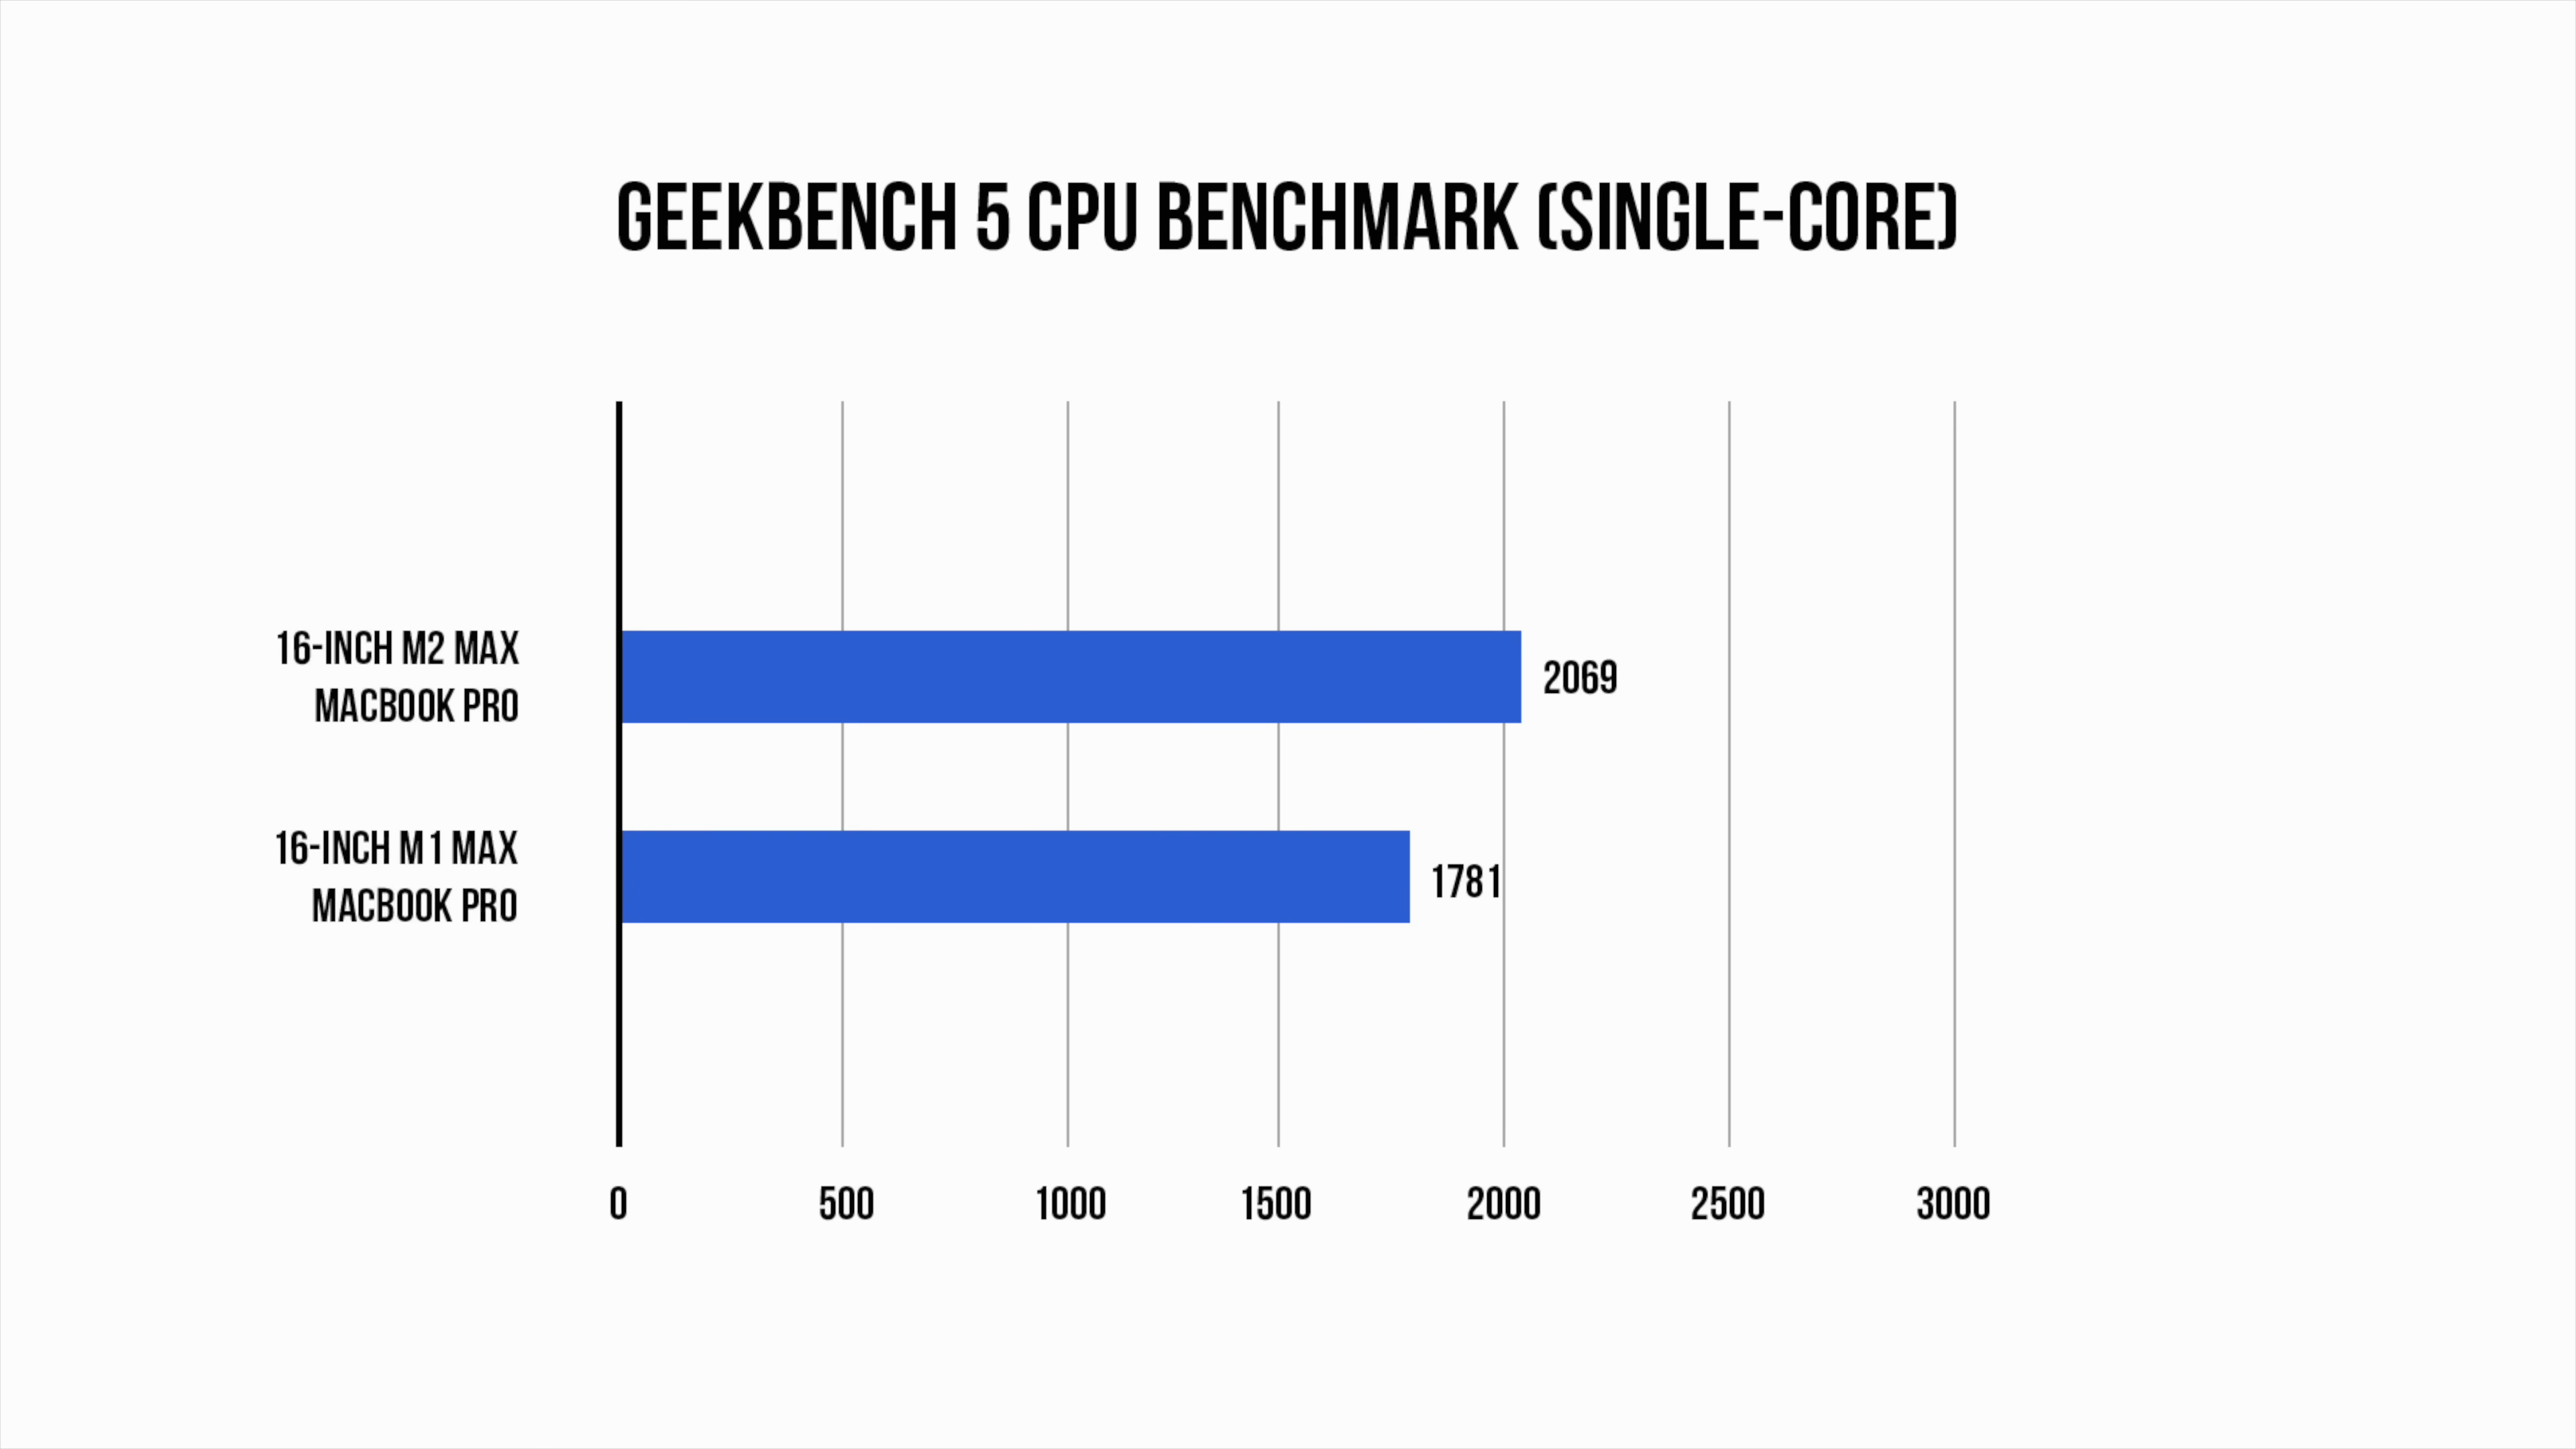 GEEKBENCH 5 CPU BENCHMARK (SINGLE-CORE)
16-INCH M2 MAX
MACBOOK PRO
2069
16-INCH M1 MAX
MACBOOK PRO
1781
0 500 1000 1500 2000 2500 3000